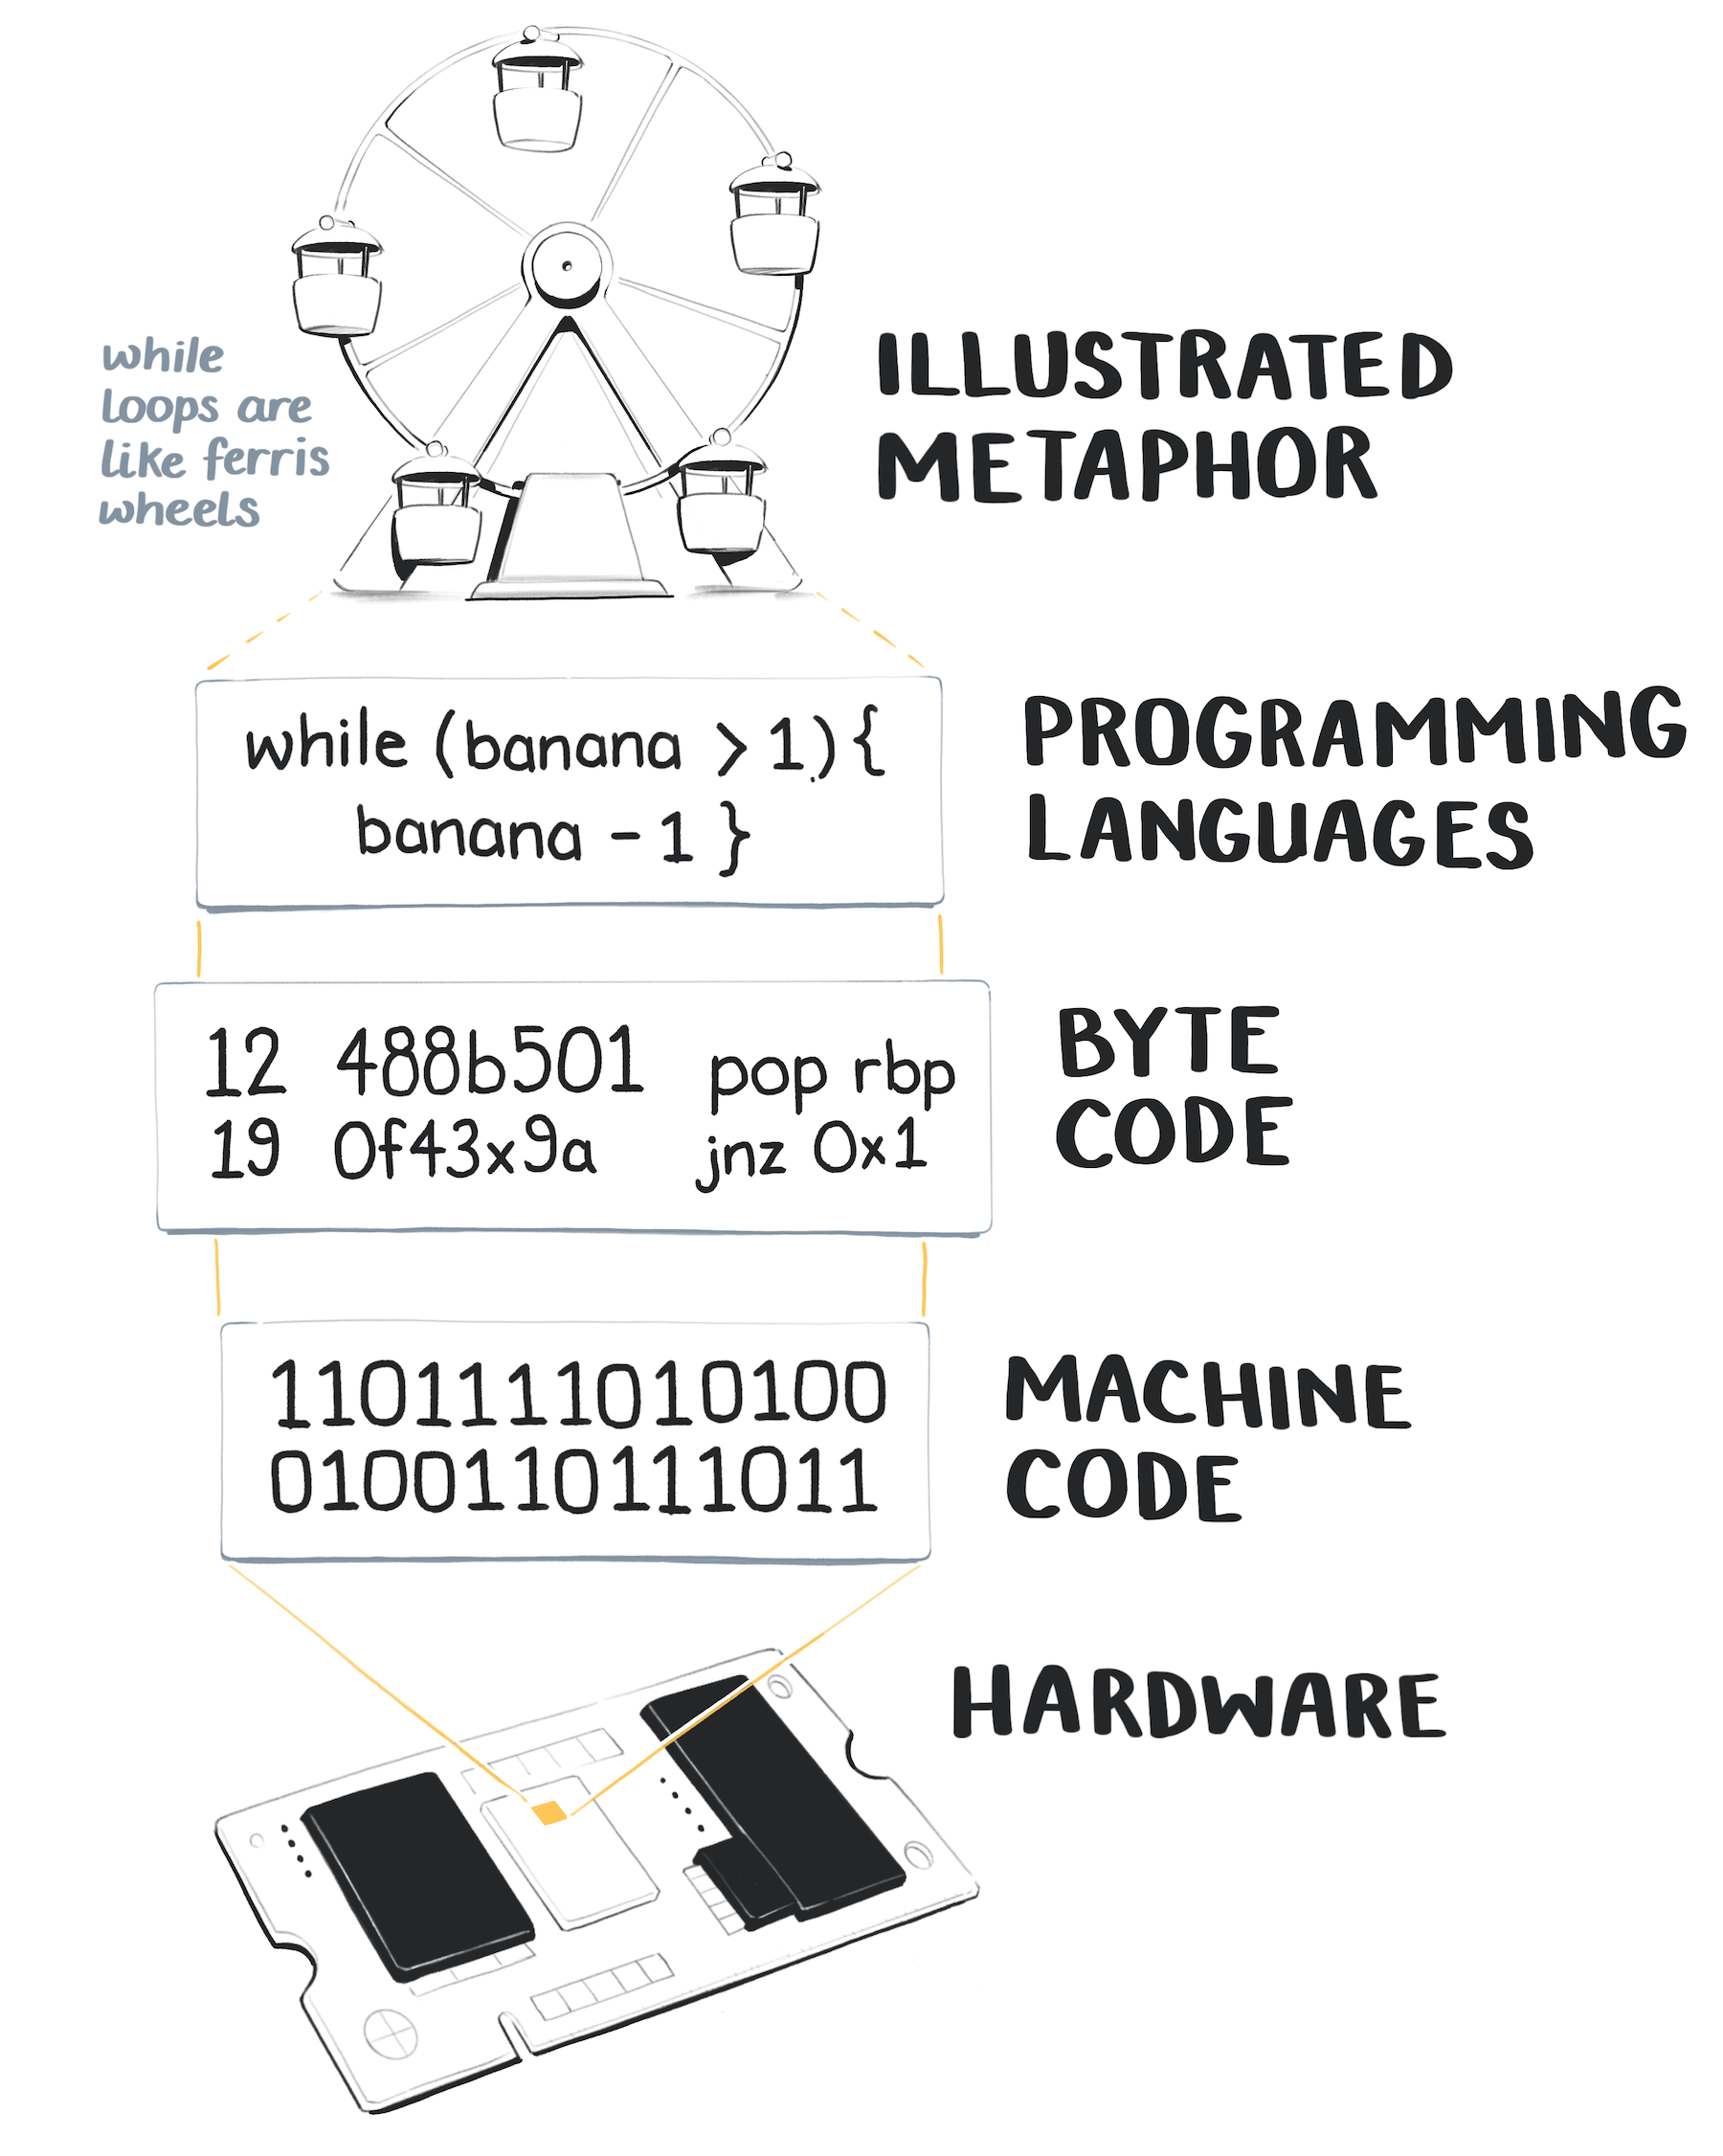 while
loops are
like ferris
wheels
ILLUSTRATED
METAPHOR
while (banana > 1) {
banana - 1 }
PROGRAMMING
LANGUAGES
12 488b501 pop rbp
19 0f43x9a jnz 0x1
BYTE
CODE
11011111010100
0100110111011
MACHINE
CODE
HARDWARE